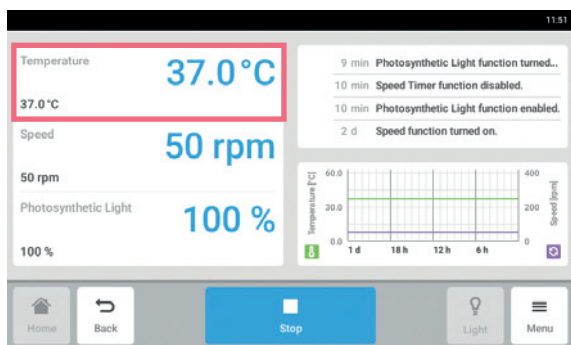 11:51
Temperature
37.0°C
37.0°C
Speed
50 rpm
50 rpm
Photosynthetic Light
100 %
100 %
9 min Photosynthetic Light function turned...
10 min Speed Timer function disabled.
10 min Photosynthetic Light function enabled.
2 d Speed function turned on.
Temperature [°C]
60.0
30.0
0.0
1 d 18 h 12 h 6 h
400
200
0
Speed [rpm]
Home
Back
Stop
Light
Menu